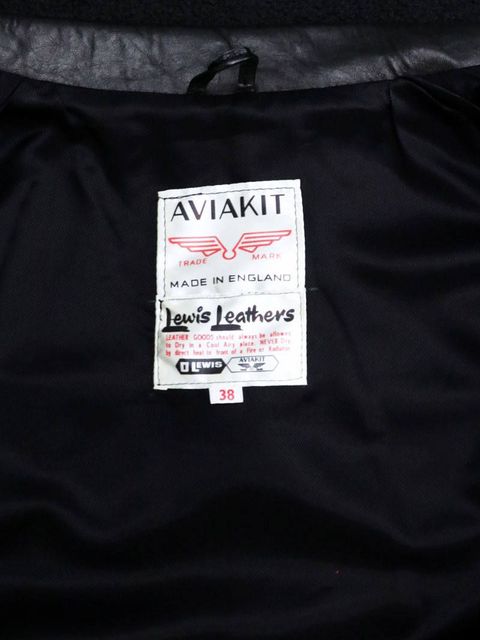 AVIAKIT
TRADE MARK
MADE IN ENGLAND
Lewis Leathers
LEATHER GOODS should always be allowed
to Dry in a Cool Airy place. NEVER Dry
by direct heat in front of a Fire or Radiator
D LEWIS AVIAKIT
38